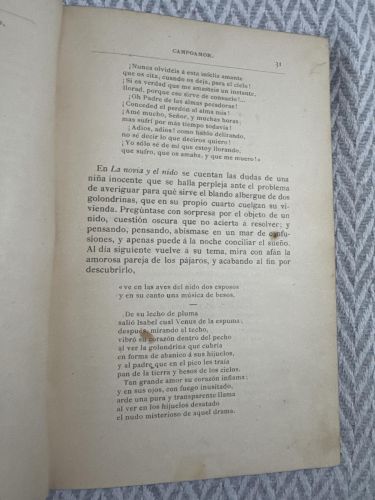 CAMPOAMOR.
31
¡Nunca olvidéis á esta infeliz amante
que os cita, cuando os deja, para el cielo!
¡Si es verdad que me amasteis un instante,
llorad, porque eso sirve de consuelo!...
¡Oh Padre de las almas pecadoras!
¡Conceded el perdón al alma mía!
¡Amé mucho, Señor, y muchas horas;
mas sufrí por más tiempo todavía!
¡Adios, adios! como hablo delirando,
no sé decir lo que deciros quiero!
¡Yo sólo sé de mí que estoy llorando,
que sufro, que os amaba, y que me muero!»
En La novia y el nido se cuentan las dudas de una
niña inocente que se halla perpleja ante el problema
de averiguar para qué sirve el blando albergue de dos
golondrinas, que en su propio cuarto cuelgan su vi-
vienda. Pregúntase con sorpresa por el objeto de un
nido, cuestión oscura que no acierta á resolver; y
pensando, pensando, abísmase en un mar de confu-
siones, y apenas puede á la noche conciliar el sueño.
Al día siguiente vuelve a su tema, mira con afán la
amorosa pareja de los pájaros, y acabando al fin por
descubrirlo,
«ve en las aves del nido dos esposos
y en su canto una música de besos.
De su lecho de pluma
salió Isabel cual Venus de la espuma;
después, mirando al techo,
vibró su corazón dentro del pecho
al ver la golondrina que cubría
en forma de abanico á sus hijuelos,
y el padre que en el pico les traía
pan de la tierra y besos de los cielos.
Tan grande amor su corazón inflama;
y en sus ojos, con fuego inusitado,
arde una pura y transparente llama
al ver en los hijuelos desatado
el nudo misterioso de aquel drama.